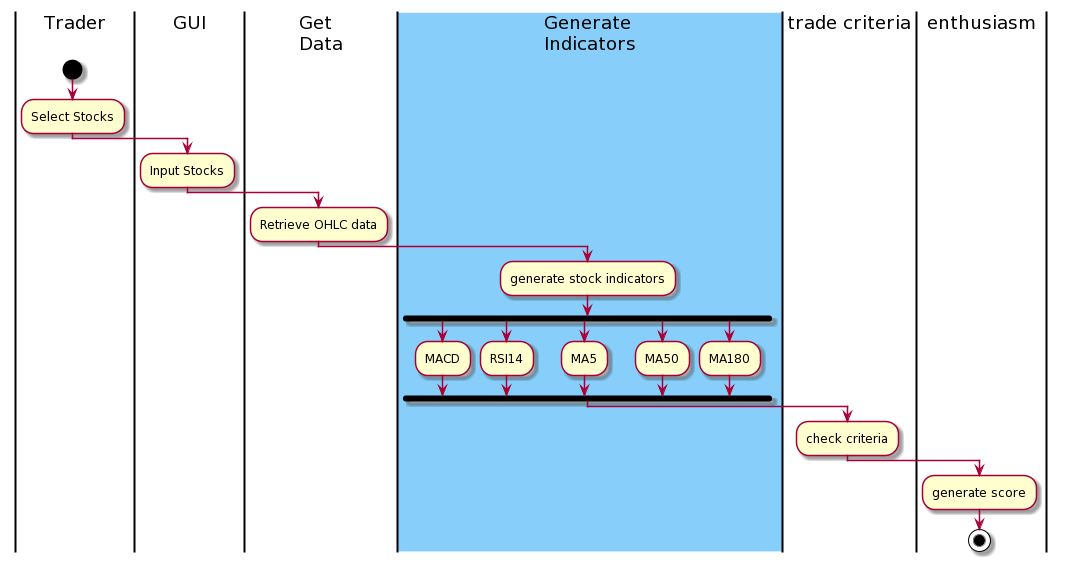 Trader
GUI
Get
Data
Generate
Indicators
trade criteria
enthusiasm
Select Stocks
Input Stocks
Retrieve OHLC data
generate stock indicators
MACD
RSI14
MA5
MA50
MA180
check criteria
generate score